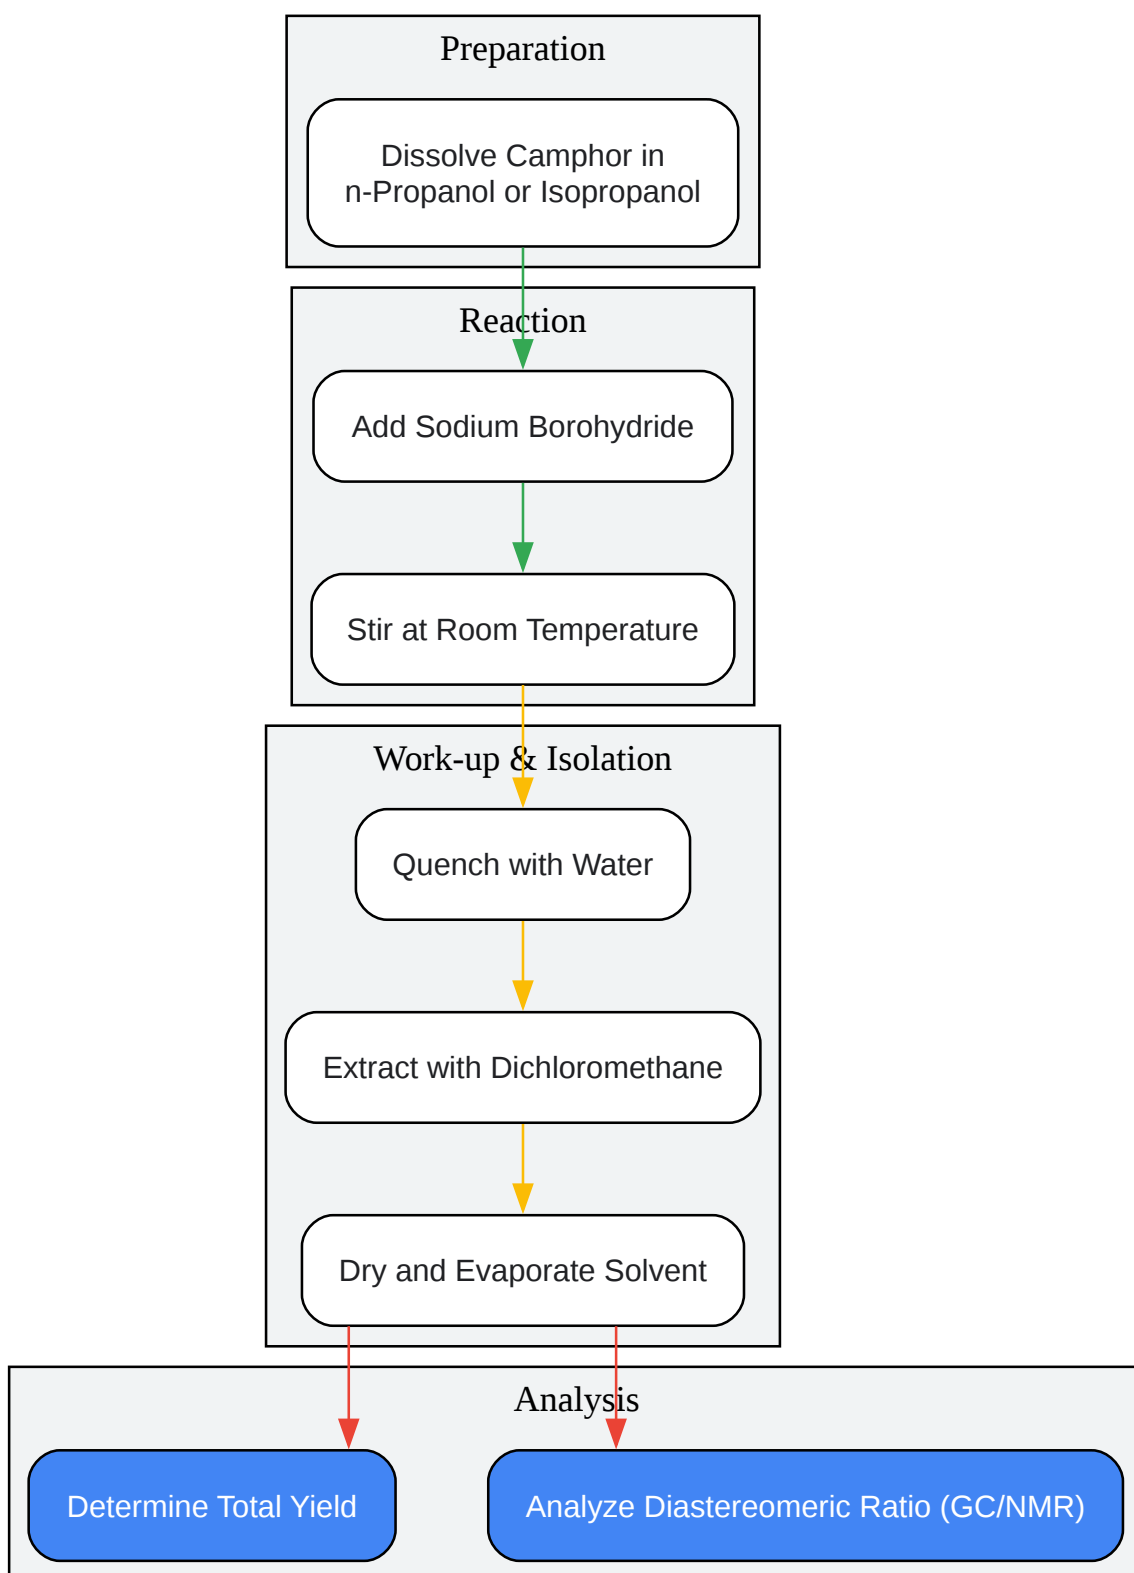 Preparation
Dissolve Camphor in
n-Propanol or Isopropanol
Reaction
Add Sodium Borohydride
Stir at Room Temperature
Work-up & Isolation
Quench with Water
Extract with Dichloromethane
Dry and Evaporate Solvent
Analysis
Determine Total Yield
Analyze Diastereomeric Ratio (GC/NMR)